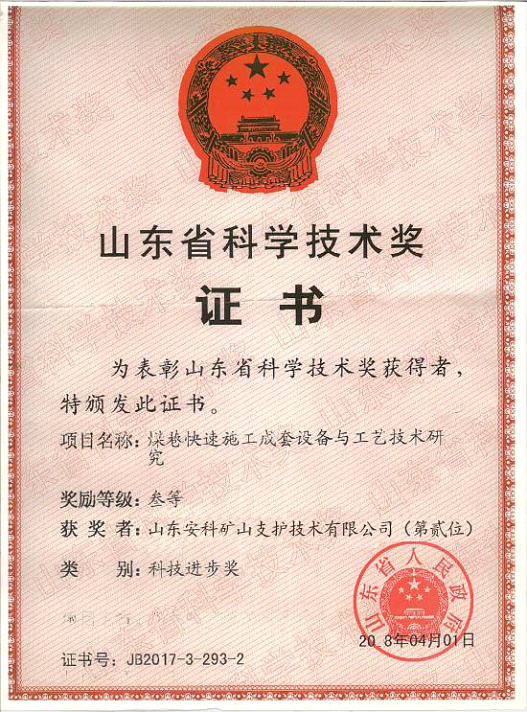 山东省科学技术奖
证书
为表彰山东省科学技术奖获得者，
特颁发此证书。
项目名称：煤巷快速施工成套设备与工艺技术研
究
奖励等级：叁等
获奖者：山东安科矿山支护技术有限公司（第贰位）
类别：科技进步奖
山东省人民政府
20 8年04月01日
证书号：JB2017-3-293-2